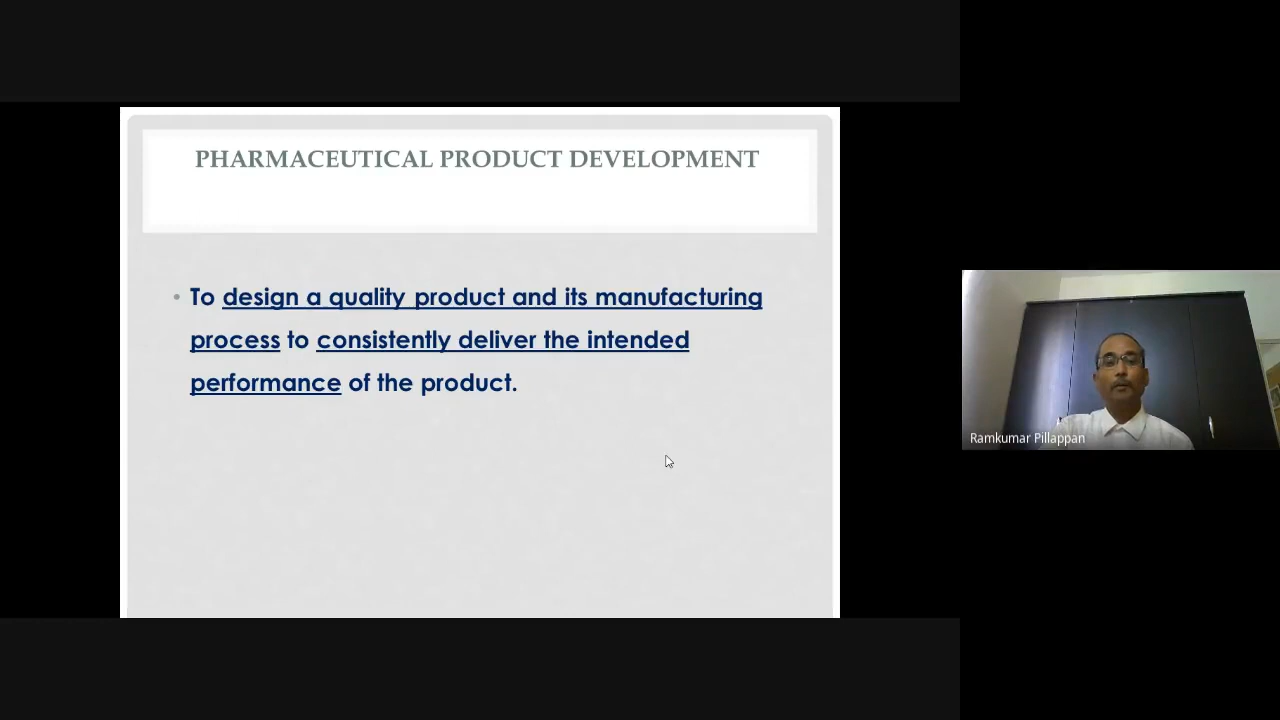 PHARMACEUTICAL PRODUCT DEVELOPMENT
• To design a quality product and its manufacturing
process to consistently deliver the intended
performance of the product.
Ramkumar Pillappan